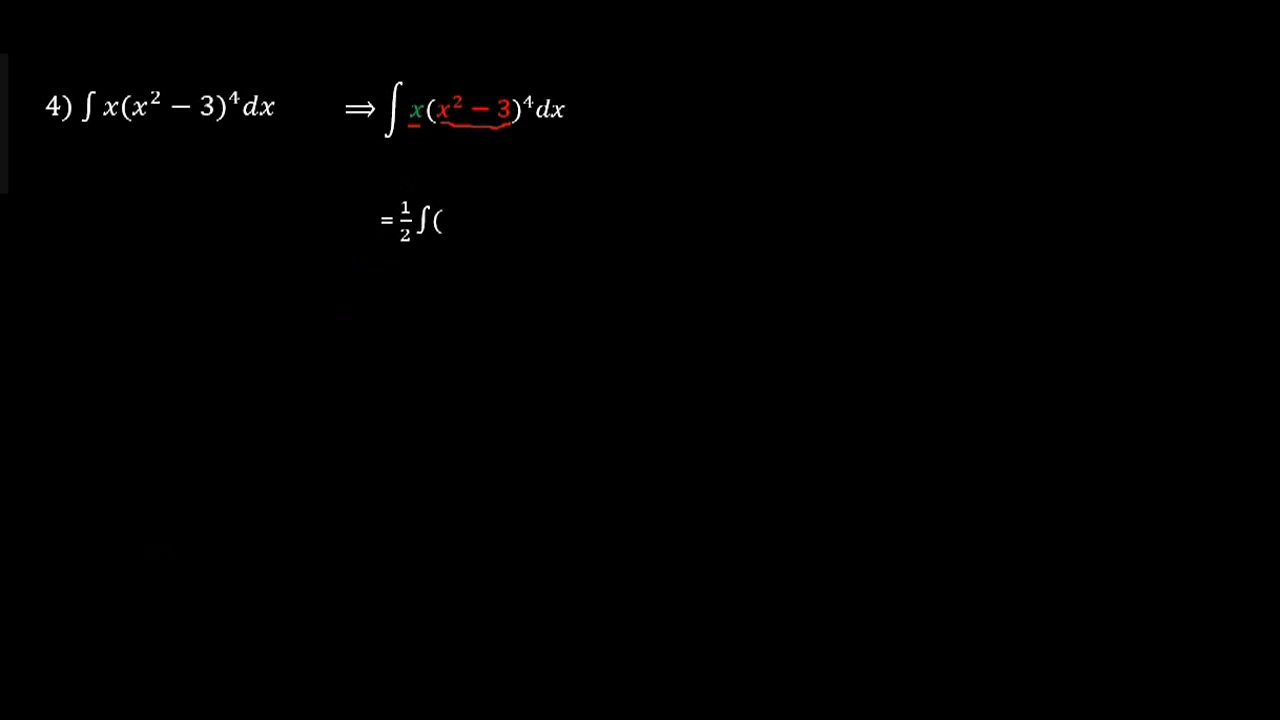 4) ∫ x(x² − 3)⁴dx ⟹ ∫ x(x² − 3)⁴dx
= 1/2 ∫(